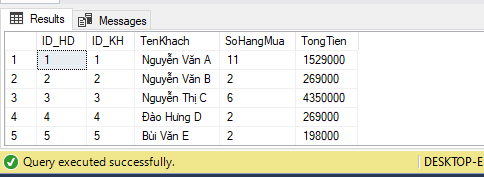 Results Messages
ID_HD ID_KH TenKhach SoHangMua TongTien
1 1 1 Nguyễn Văn A 11 1529000
2 2 2 Nguyễn Văn B 2 269000
3 3 3 Nguyễn Thị C 6 4350000
4 4 4 Đào Hưng D 2 269000
5 5 5 Bùi Văn E 2 198000
Query executed successfully. DESKTOP-E